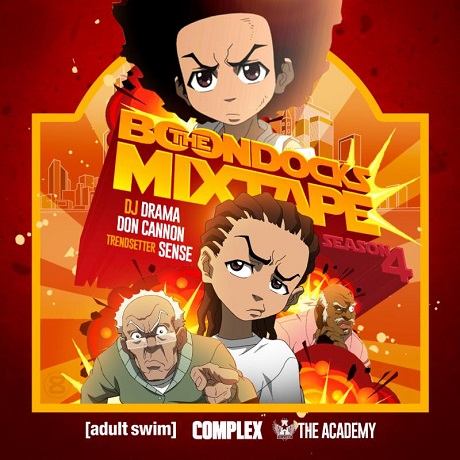 THE
BOONDOCKS
MIXTAPE
SEASON 4
DJ DRAMA
DON CANNON
TRENDSETTER SENSE
[adult swim] COMPLEX THE ACADEMY